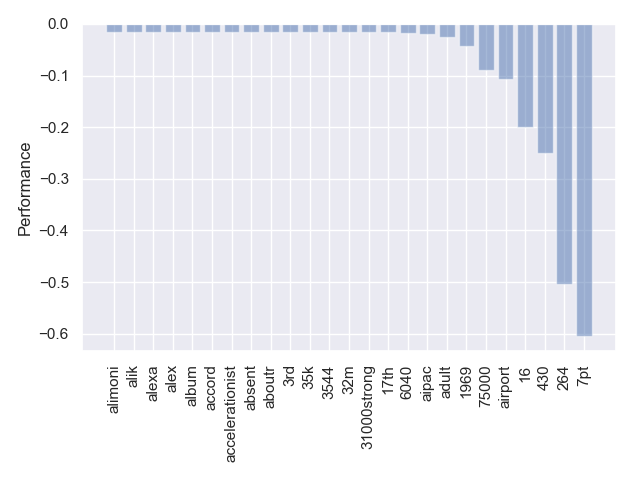 0.0
−0.1
−0.2
−0.3
−0.4
−0.5
−0.6
Performance
alimoni
alik
alexa
alex
album
accord
accelerationist
absent
aboutr
3rd
35k
3544
32m
31000strong
17th
6040
aipac
adult
1969
75000
airport
16
430
264
7pt